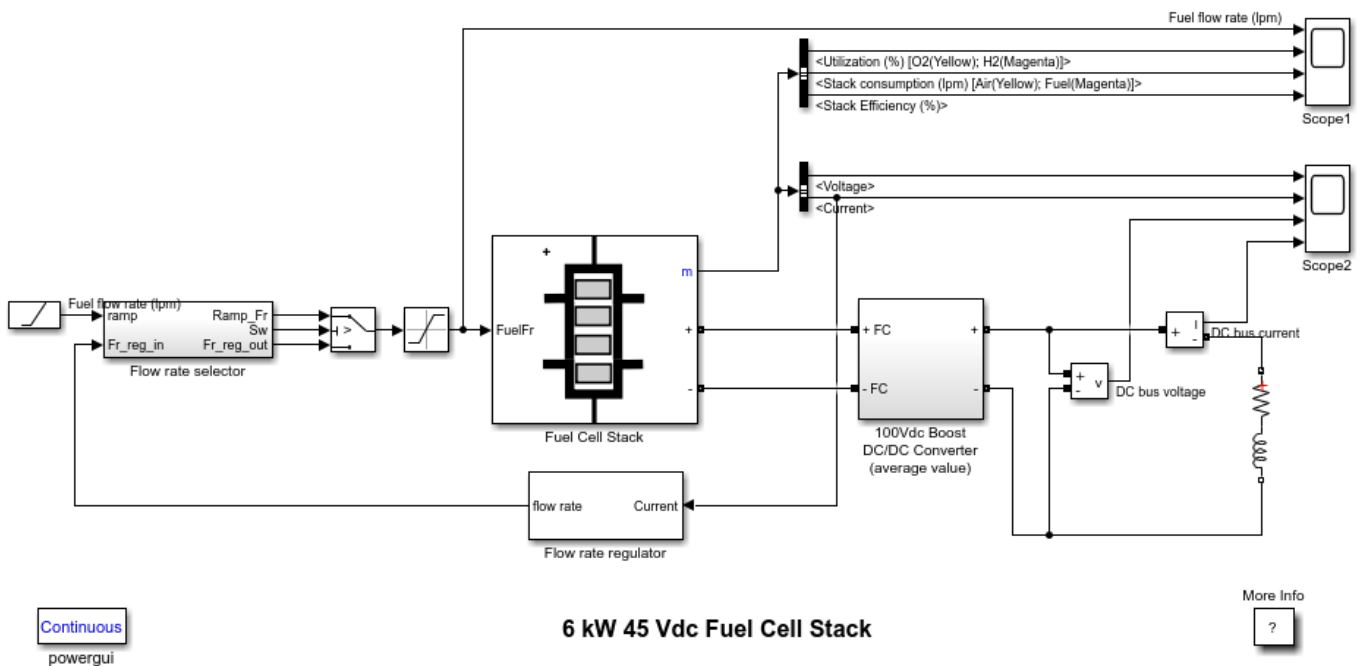 Fuel flow rate (lpm)
<Utilization (%) [O2(Yellow); H2(Magenta)]>
<Stack consumption (lpm) [Air(Yellow); Fuel(Magenta)]>
<Stack Efficiency (%)>
Scope1
<Voltage>
<Current>
Scope2
m
+
Fuel flow rate (lpm)
ramp
Fr_reg_in
Ramp_Fr
Sw
Fr_reg_out
Flow rate selector
>
FuelFr
+
-
Fuel Cell Stack
+ FC
- FC
+
-
100Vdc Boost
DC/DC Converter
(average value)
+
-
v
DC bus voltage
+
I
-
DC bus current
+
flow rate
Current
Flow rate regulator
Continuous
powergui
6 kW 45 Vdc Fuel Cell Stack
More Info
?